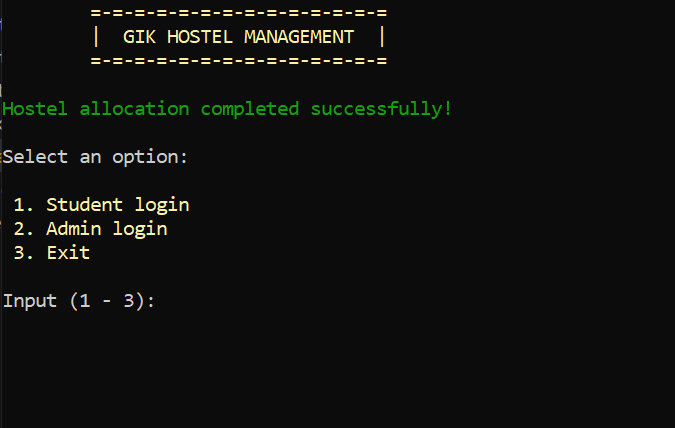 =-=-=-=-=-=-=-=-=-=-=-=-=-=
|  GIK HOSTEL MANAGEMENT  |
=-=-=-=-=-=-=-=-=-=-=-=-=-=
Hostel allocation completed successfully!
Select an option:
1. Student login
2. Admin login
3. Exit
Input (1 - 3):